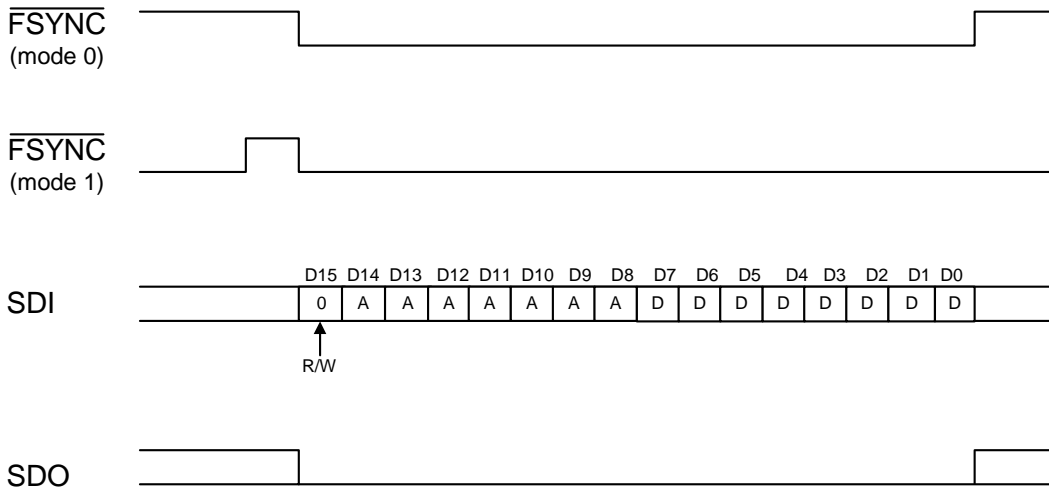 FSYNC
(mode 0)
FSYNC
(mode 1)
D15 D14 D13 D12 D11 D10 D9 D8 D7 D6 D5 D4 D3 D2 D1 D0
SDI 0 A A A A A A A D D D D D D D D
R/W
SDO